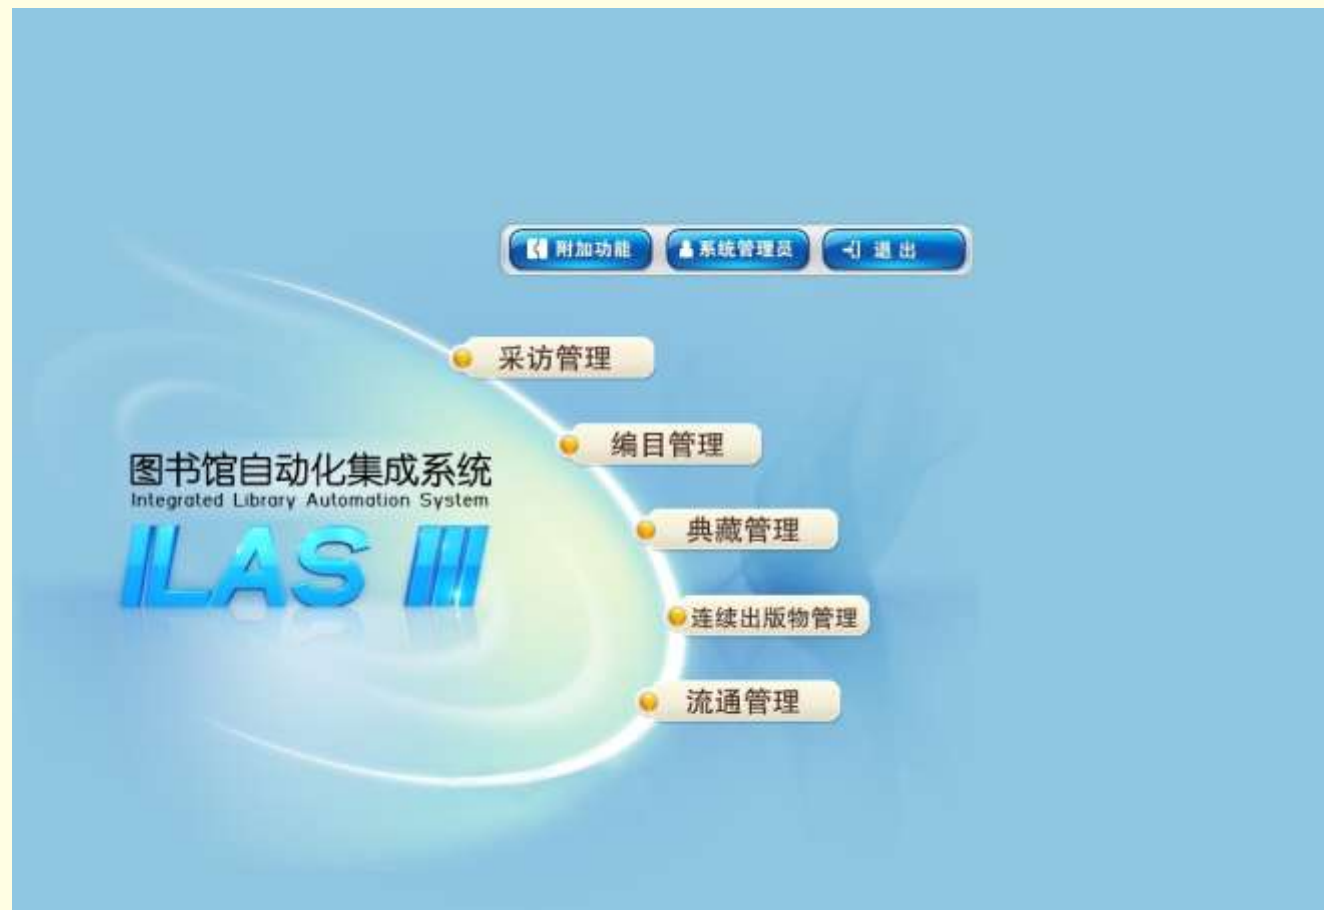 附加功能
系统管理员
退 出
采访管理
编目管理
图书馆自动化集成系统
Integrated Library Automation System
ILAS III
典藏管理
连续出版物管理
流通管理